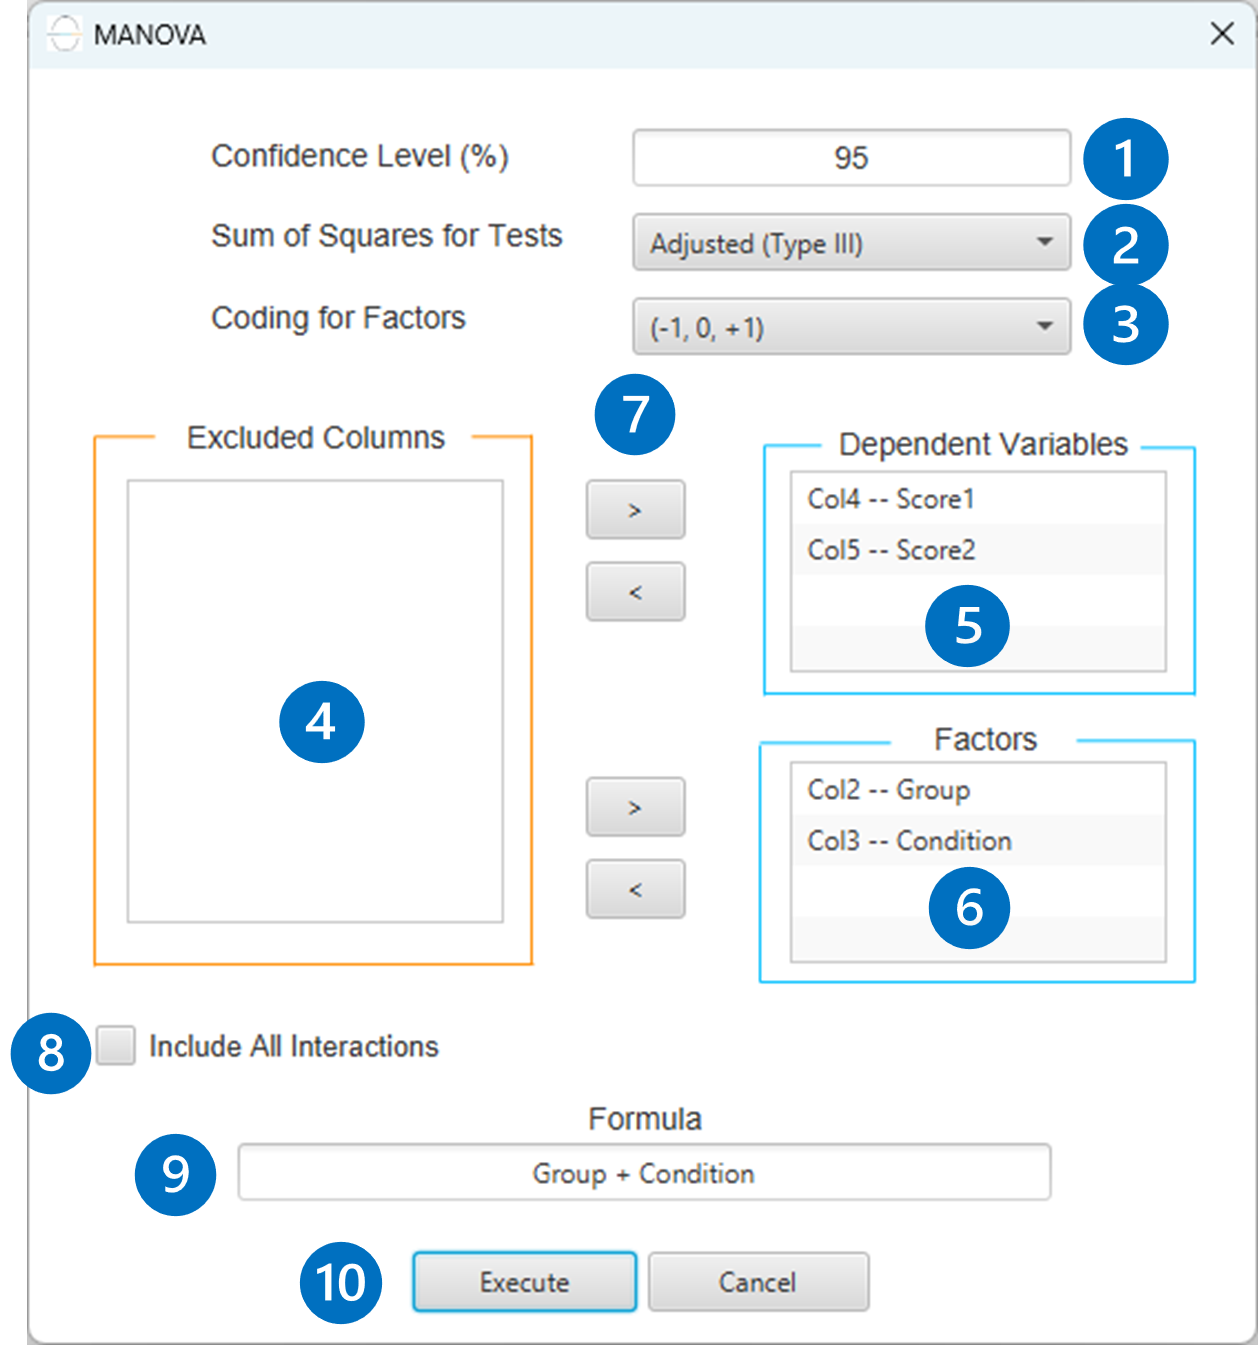 MANOVA
Confidence Level (%) 95 1
Sum of Squares for Tests Adjusted (Type III) 2
Coding for Factors (-1, 0, +1) 3
7
Excluded Columns
4
>
<
>
<
Dependent Variables
Col4 -- Score1
Col5 -- Score2
5
Factors
Col2 -- Group
Col3 -- Condition
6
8 Include All Interactions
Formula
9 Group + Condition
10 Execute Cancel